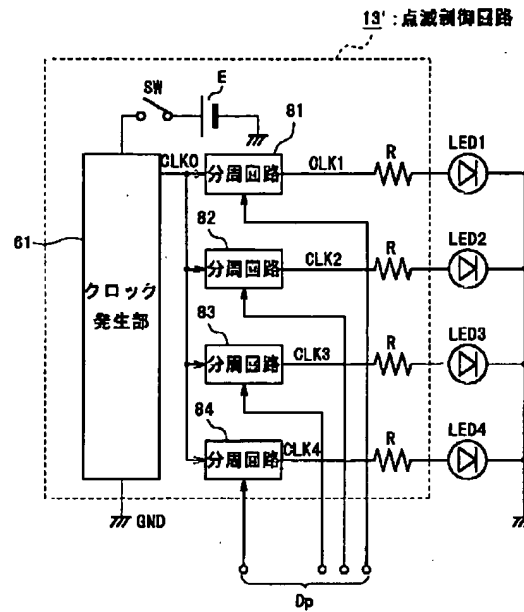 13' : 点滅制御回路
SW
E
81
LED1
CLK0
分周回路
CLK1
R
61
82
LED2
分周回路
CLK2
R
クロック
発生部
83
LED3
分周回路
CLK3
R
84
LED4
分周回路
CLK4
R
GND
Dp